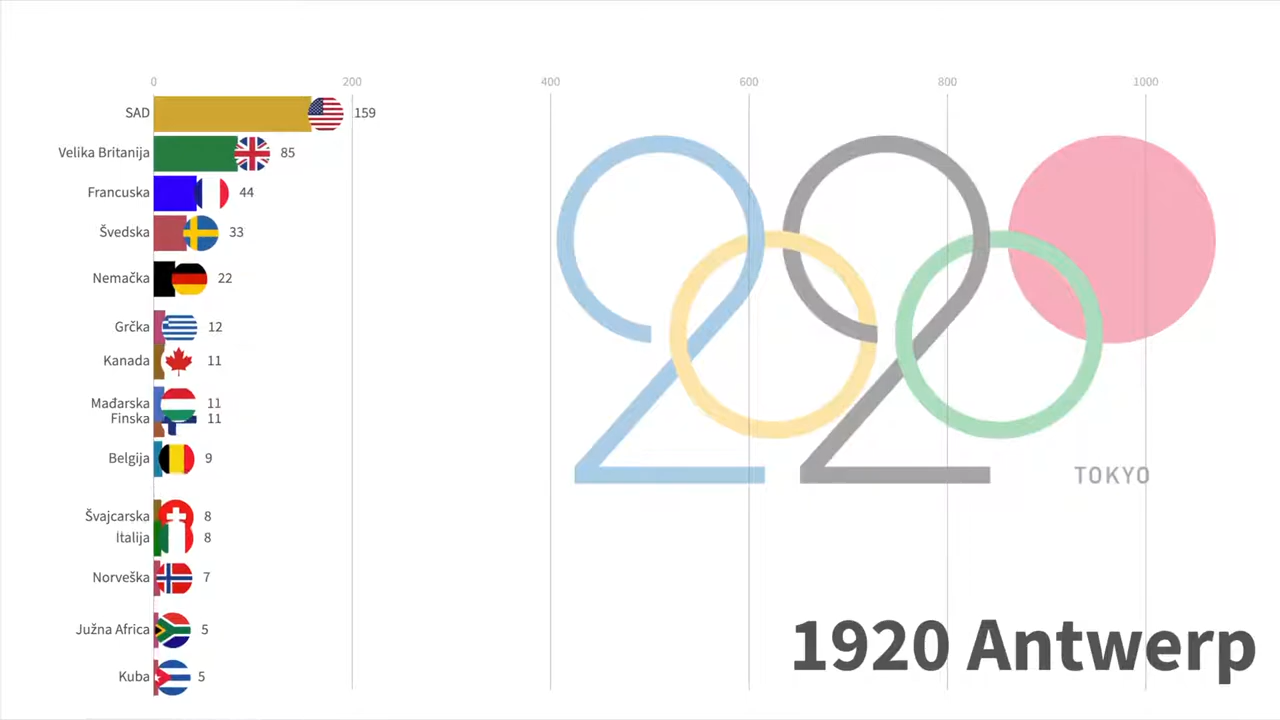 0 200 400 600 800 1000
SAD 159
Velika Britanija 85
Francuska 44
Švedska 33
Nemačka 22
Grčka 12
Kanada 11
Mađarska 11
Finska 11
Belgija 9
TOKYO
Švajcarska 8
Italija 8
Norveška 7
Južna Africa 5
1920 Antwerp
Kuba 5